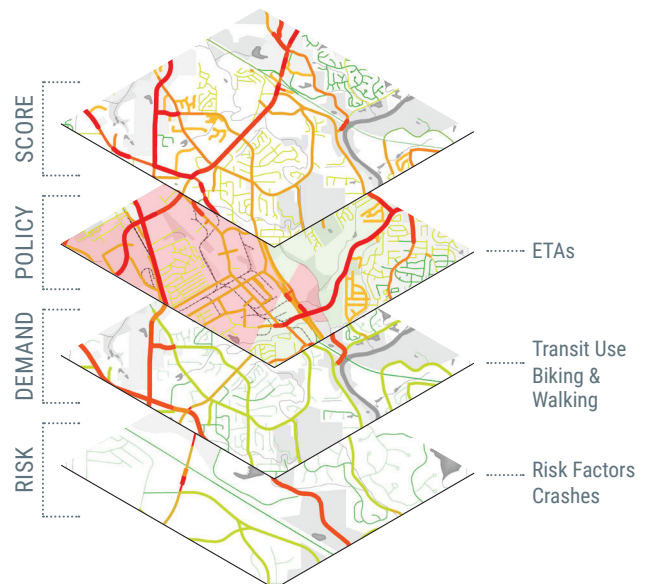 SCORE
POLICY
ETAs
DEMAND
Transit Use
Biking &
Walking
RISK
Risk Factors
Crashes